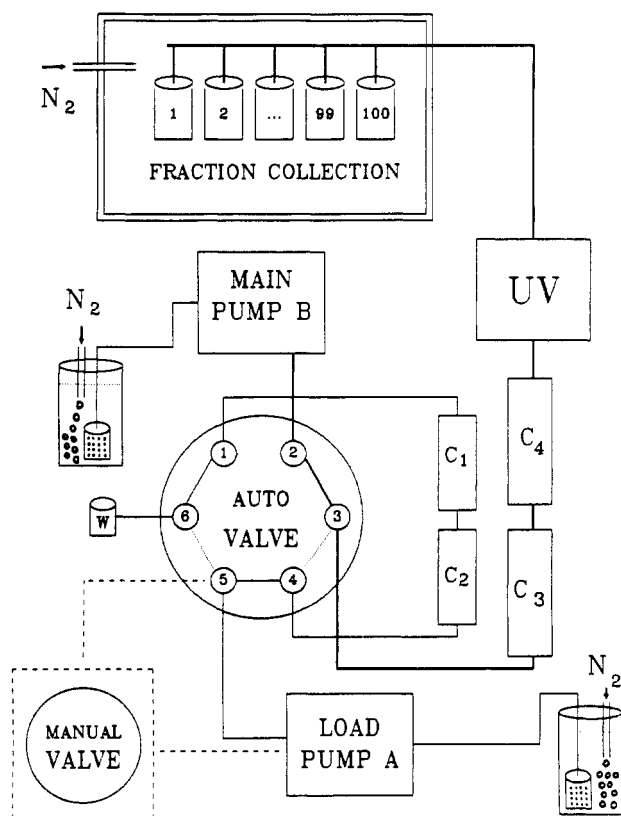 N2
1 2 ... 99 100
FRACTION COLLECTION
MAIN
PUMP B
UV
N2
C1
C4
1 2
AUTO
W 6 3
VALVE
C2
C3
5 4
N2
MANUAL
VALVE
LOAD
PUMP A